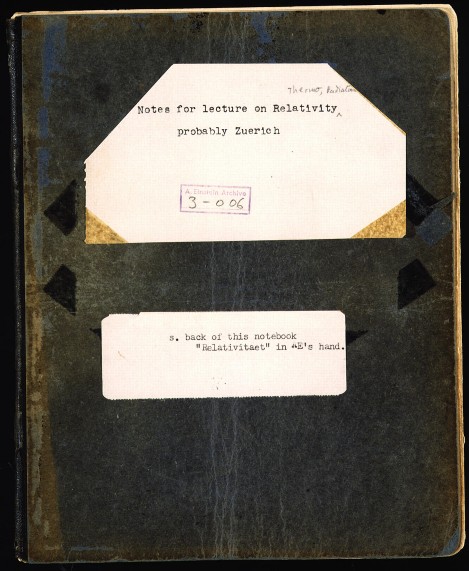 Thermo, Radiation
Notes for lecture on Relativity
probably Zuerich
A. Einstein Archive
3-006
s. back of this notebook
"Relativitaet" in AE's hand.